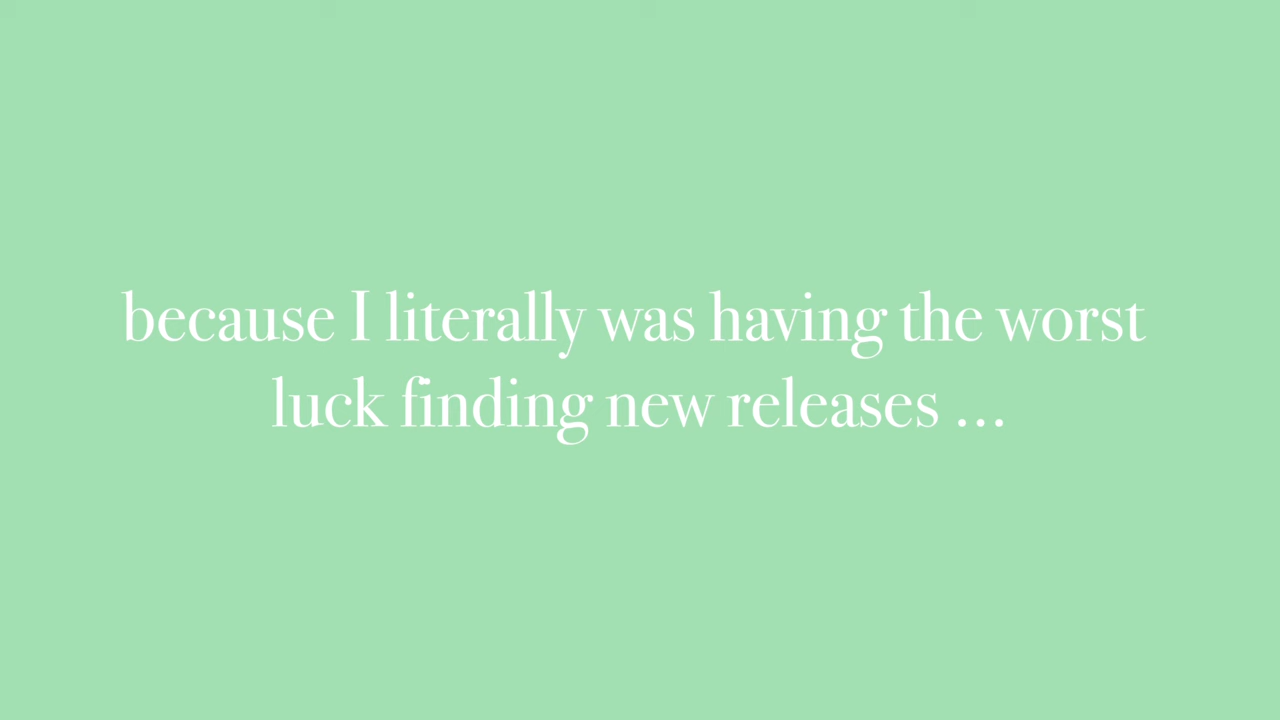 because I literally was having the worst
luck finding new releases ...